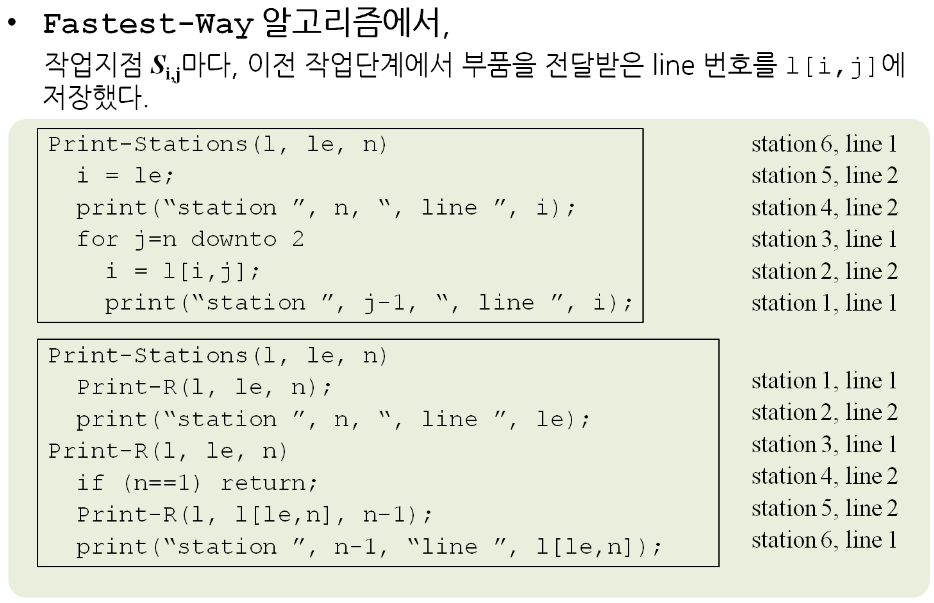 • Fastest-Way 알고리즘에서,
작업지점 Si,j마다, 이전 작업단계에서 부품을 전달받은 line 번호를 l[i,j]에
저장했다.
Print-Stations(l, le, n)
i = le;
print(“station ”, n, “, line ”, i);
for j=n downto 2
i = l[i,j];
print(“station ”, j-1, “, line ”, i);
station 6, line 1
station 5, line 2
station 4, line 2
station 3, line 1
station 2, line 2
station 1, line 1
Print-Stations(l, le, n)
Print-R(l, le, n);
print(“station ”, n, “, line ”, le);
Print-R(l, le, n)
if (n==1) return;
Print-R(l, l[le,n], n-1);
print(“station ”, n-1, “line ”, l[le,n]);
station 1, line 1
station 2, line 2
station 3, line 1
station 4, line 2
station 5, line 2
station 6, line 1